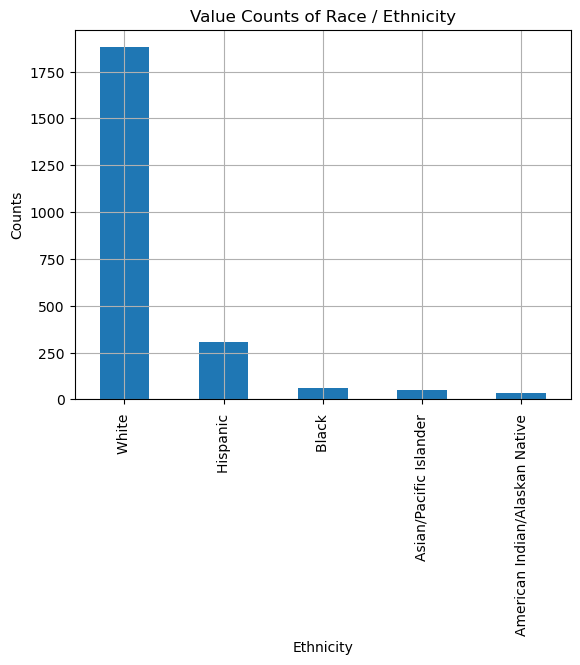 Value Counts of Race / Ethnicity
Counts
1750
1500
1250
1000
750
500
250
0
White
Hispanic
Black
Asian/Pacific Islander
American Indian/Alaskan Native
Ethnicity